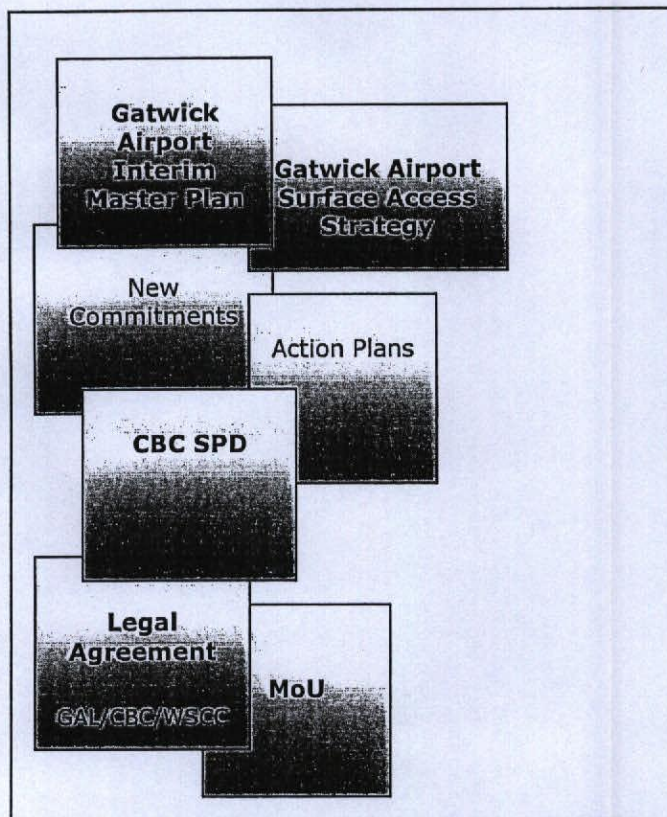 Gatwick
Airport
Interim
Master Plan
Gatwick Airport
Surface Access
Strategy
New
Commitments
Action Plans
CBC SPD
Legal
Agreement
GAL/CBC/WSCC
MoU